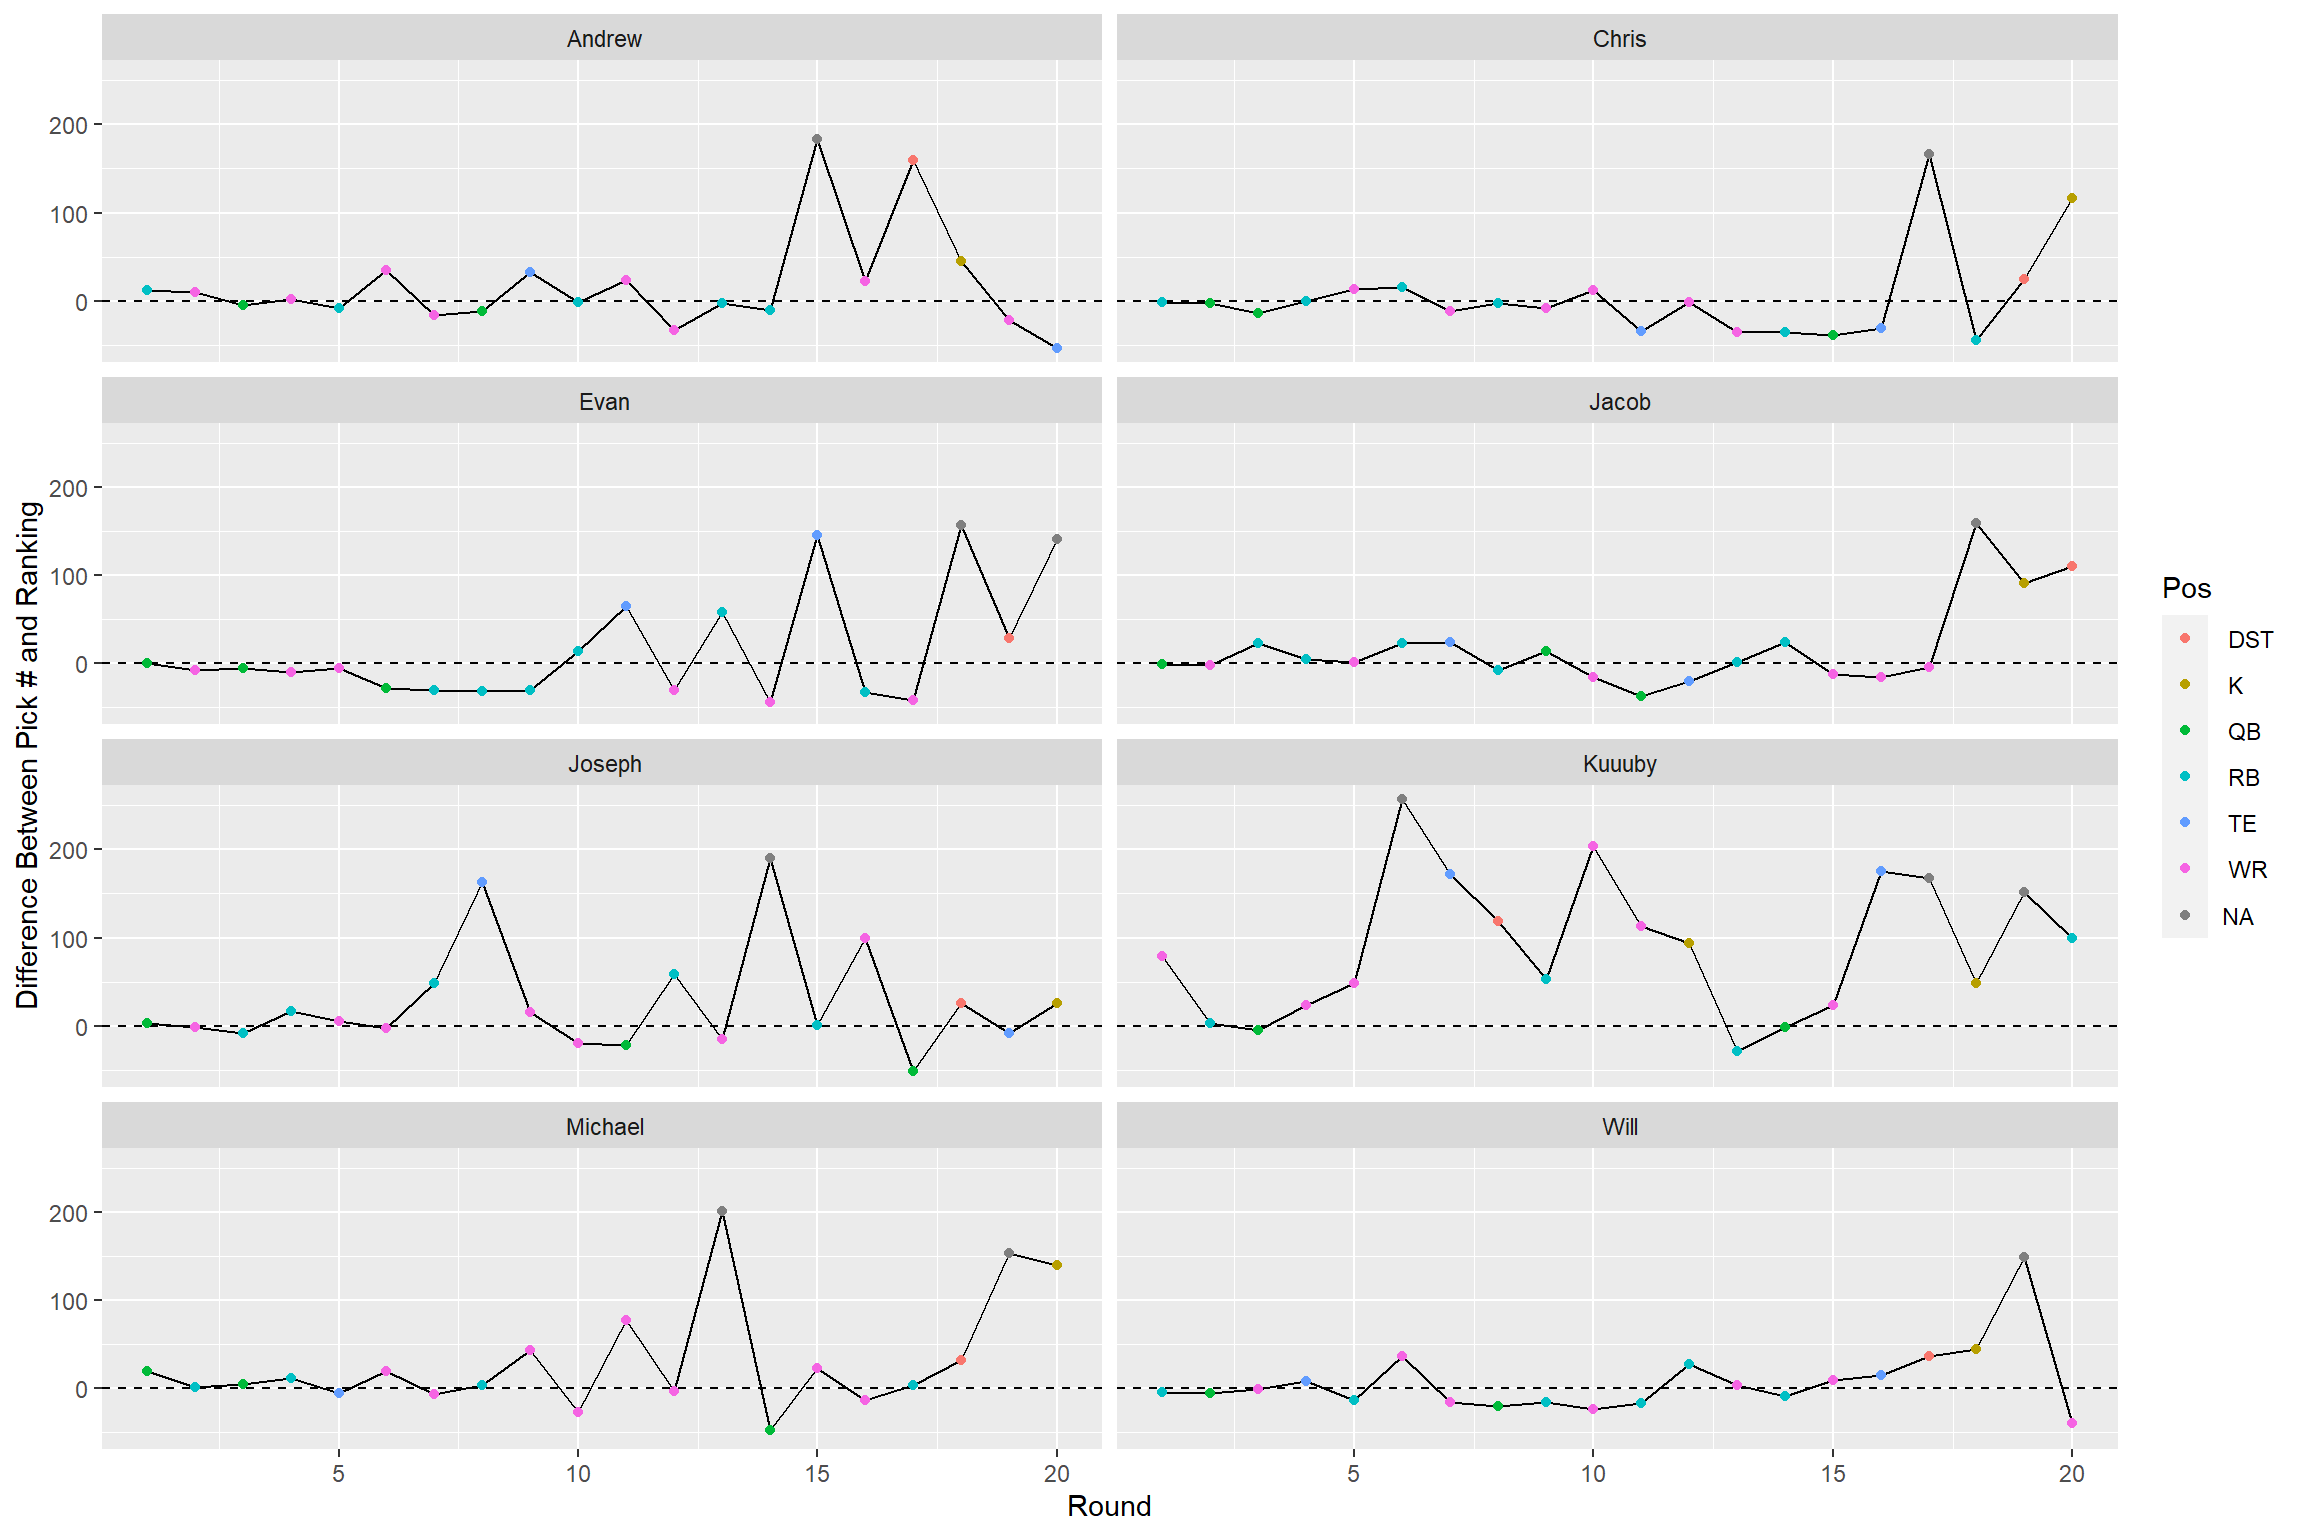 Andrew
Chris
200
100
0
Evan
Jacob
200
100
0
Difference Between Pick # and Ranking
Joseph
Kuuuby
200
100
0
Michael
Will
200
100
0
5
10
15
20
5
10
15
20
Round
Pos
DST
K
QB
RB
TE
WR
NA